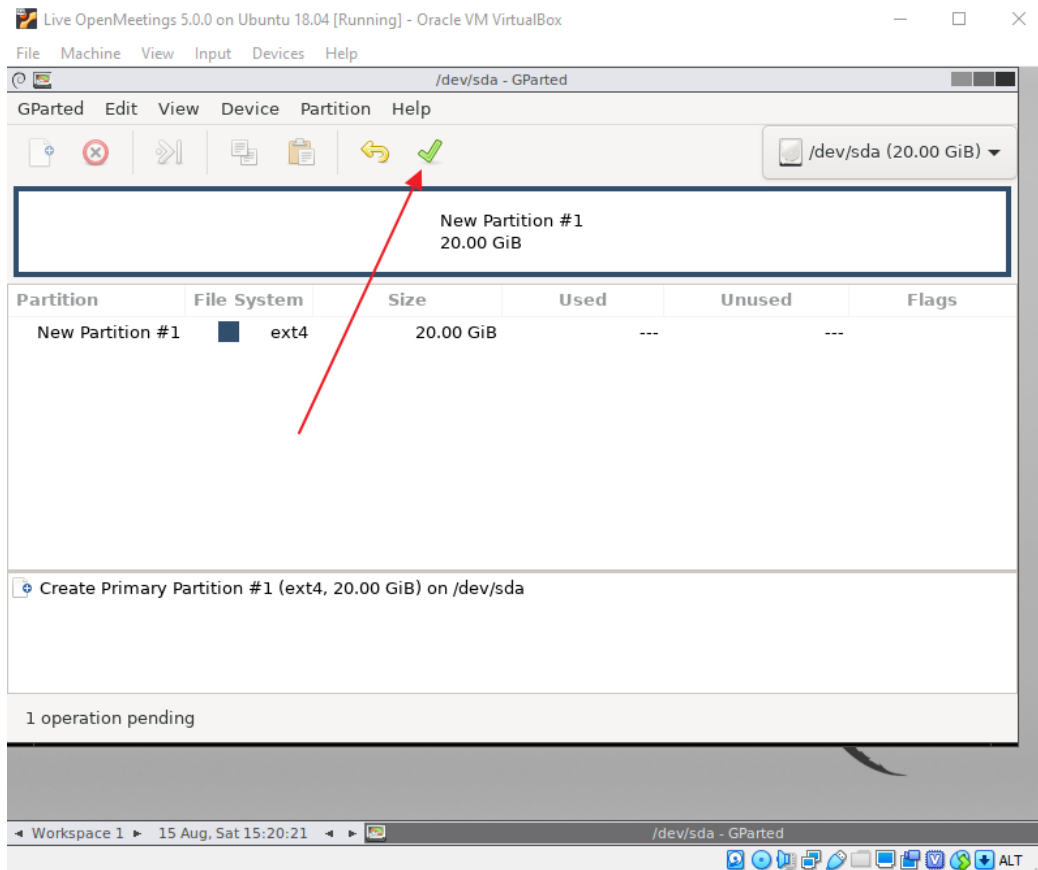 Live OpenMeetings 5.0.0 on Ubuntu 18.04 [Running] - Oracle VM VirtualBox
File Machine View Input Devices Help
/dev/sda - GParted
GParted Edit View Device Partition Help
/dev/sda (20.00 GiB)
New Partition #1
20.00 GiB
Partition File System Size Used Unused Flags
New Partition #1 ext4 20.00 GiB --- ---
Create Primary Partition #1 (ext4, 20.00 GiB) on /dev/sda
1 operation pending
Workspace 1 15 Aug, Sat 15:20:21 /dev/sda - GParted
ALT